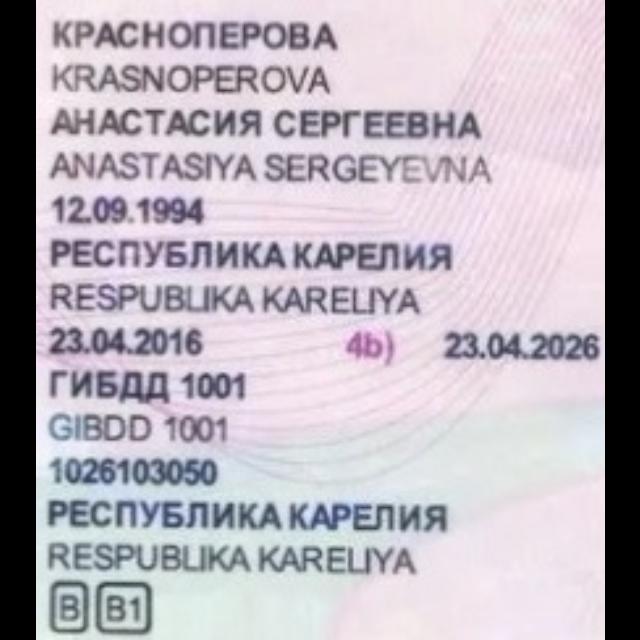 КРАСНОПЕРОВА
KRASNOPEROVA
АНАСТАСИЯ СЕРГЕЕВНА
ANASTASIYA SERGEYEVNA
12.09.1994
РЕСПУБЛИКА КАРЕЛИЯ
RESPUBLIKA KARELIYA
23.04.2016 4b) 23.04.2026
ГИБДД 1001
GIBDD 1001
1026103050
РЕСПУБЛИКА КАРЕЛИЯ
RESPUBLIKA KARELIYA
B B1